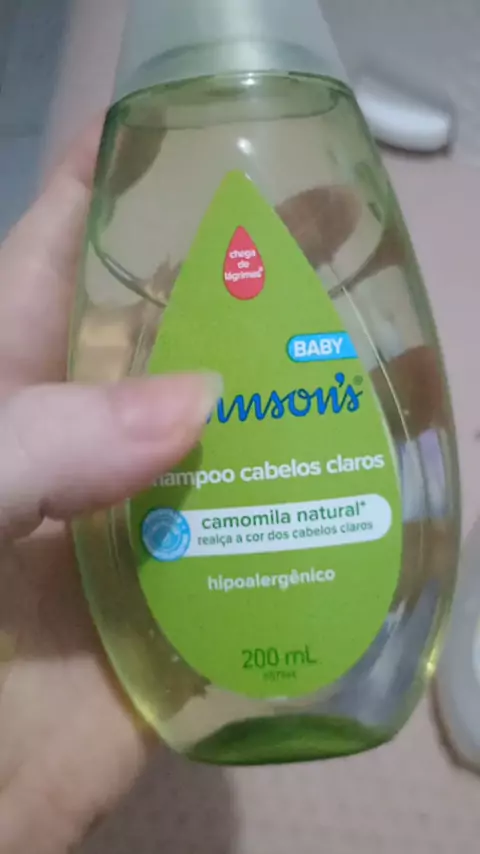 chega
de
lágrimas®
BABY
nson's®
hampoo cabelos claros
camomila natural*
realça a cor dos cabelos claros
hipoalergênico
200 mL